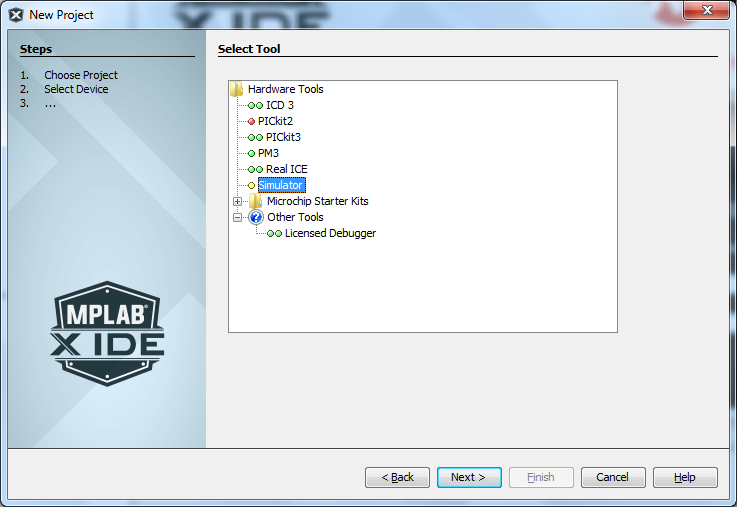 New Project
Steps
1. Choose Project
2. Select Device
3. ...
MPLAB®
X IDE
Select Tool
Hardware Tools
ICD 3
PICkit2
PICkit3
PM3
Real ICE
Simulator
Microchip Starter Kits
Other Tools
Licensed Debugger
< Back
Next >
Finish
Cancel
Help